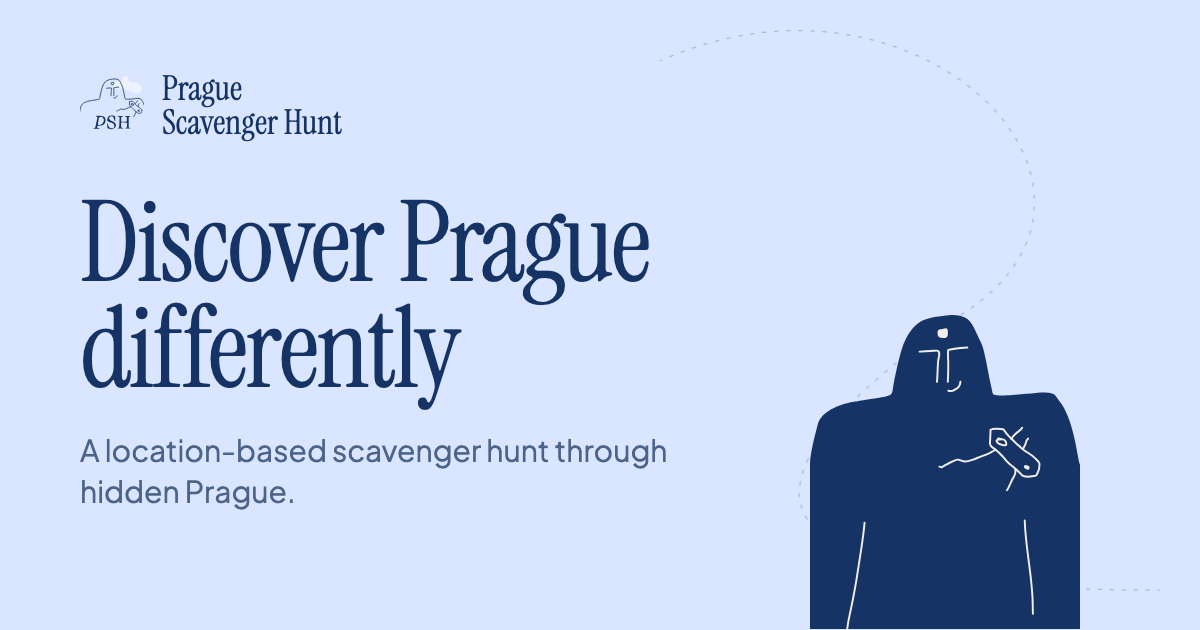 PSH
Prague
Scavenger Hunt
Discover Prague
differently
A location-based scavenger hunt through
hidden Prague.